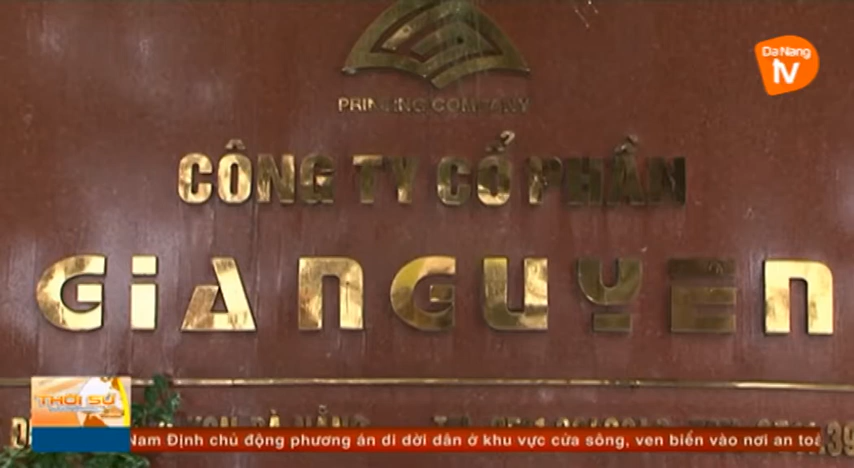 Da Nang
TV
PRINTING COMPANY
CÔNG TY CỔ PHẦN
GIA NGUYỄN
THỜI SỰ
Nam Định chủ động phương án di dời dân ở khu vực cửa sông, ven biển vào nơi an toà